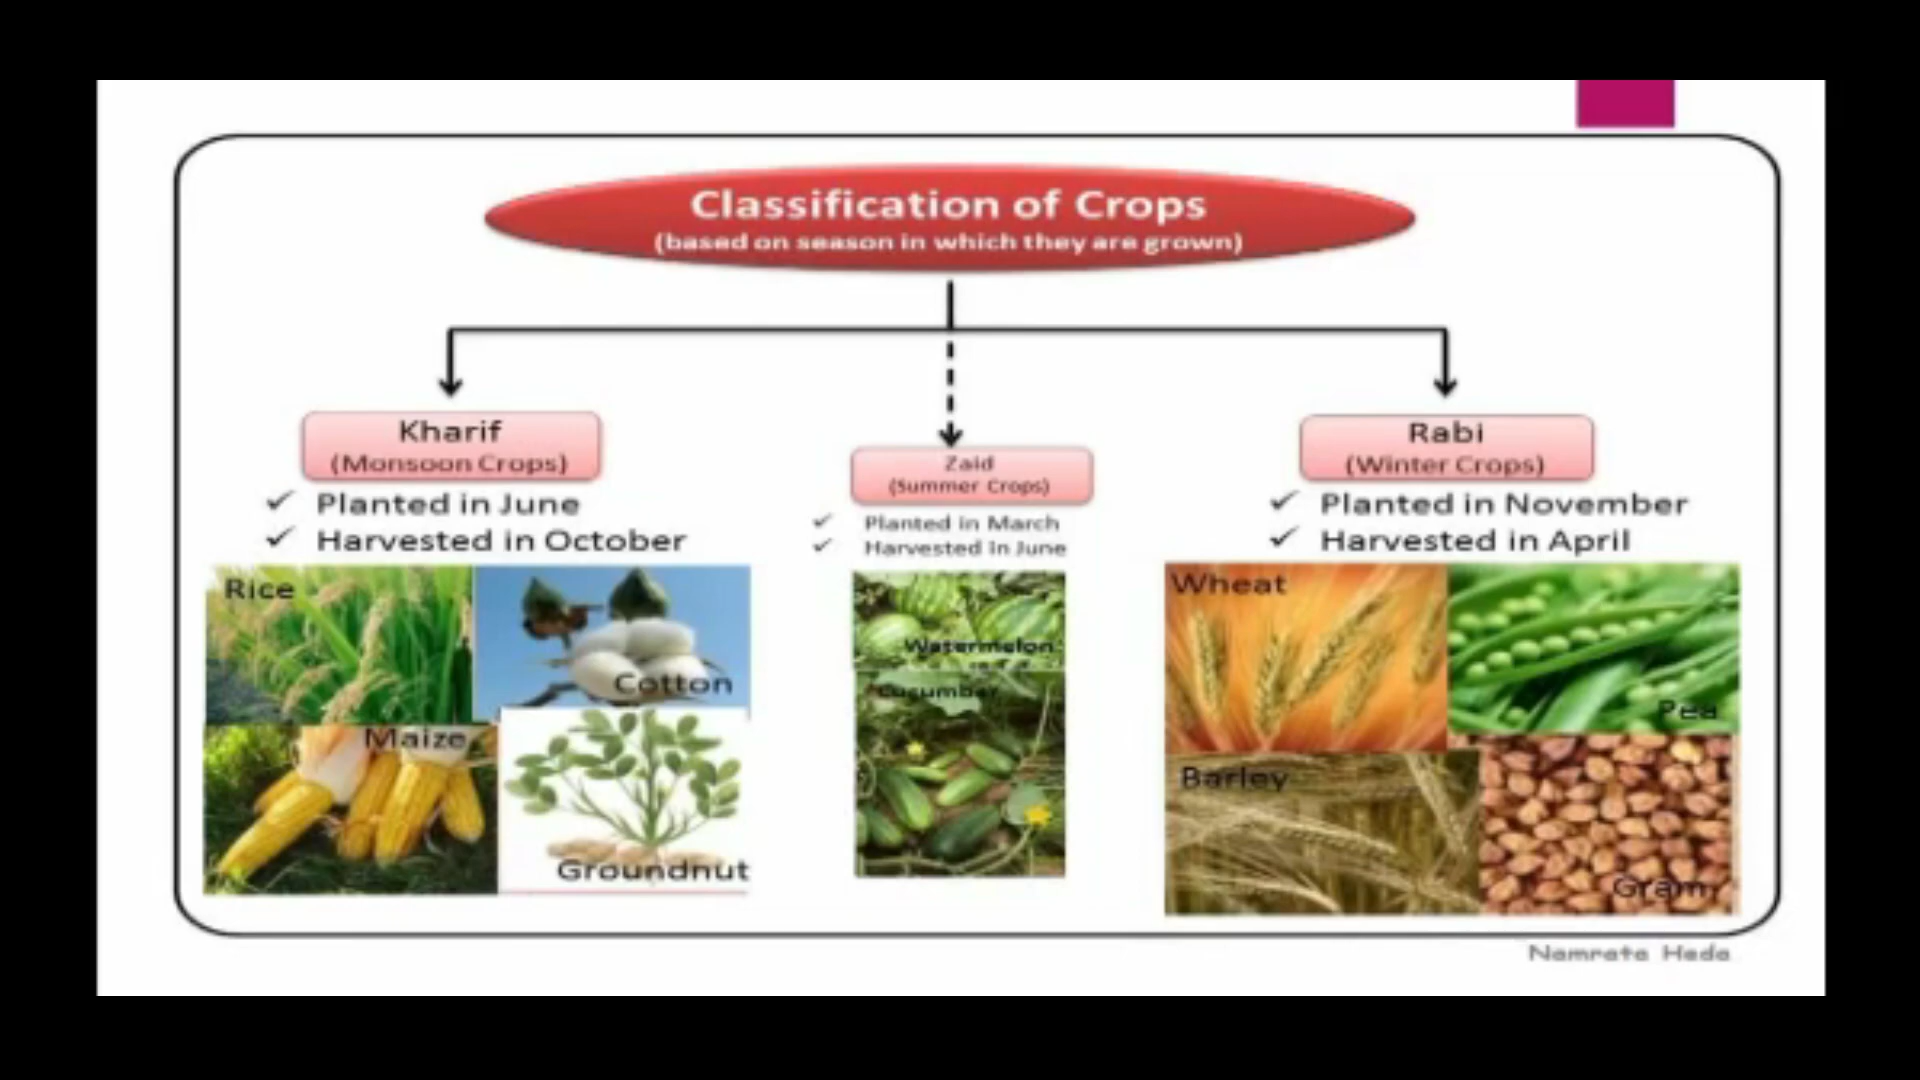 Classification of Crops
(based on season in which they are grown)
Kharif
(Monsoon Crops)
✓ Planted in June
✓ Harvested in October
Rice
Cotton
Maize
Groundnut
Zaid
(Summer Crops)
✓ Planted in March
✓ Harvested in June
Watermelon
Cucumber
Rabi
(Winter Crops)
✓ Planted in November
✓ Harvested in April
Wheat
Pea
Barley
Gram
Namrata Heda